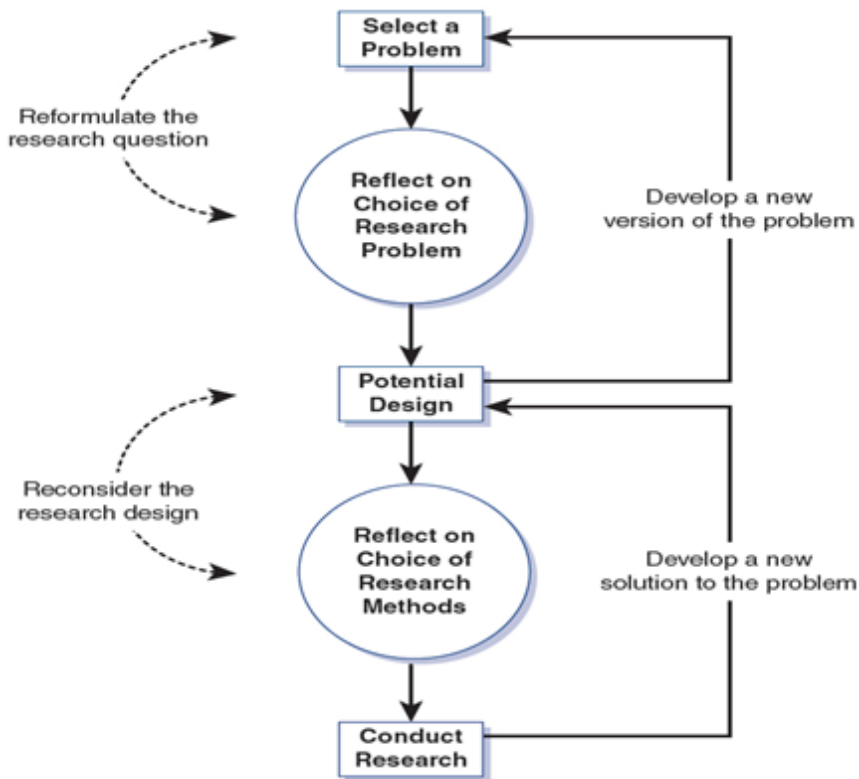 Select a
Problem
Reformulate the
research question
Reflect on
Choice of
Research
Problem
Develop a new
version of the problem
Potential
Design
Reconsider the
research design
Reflect on
Choice of
Research
Methods
Develop a new
solution to the problem
Conduct
Research